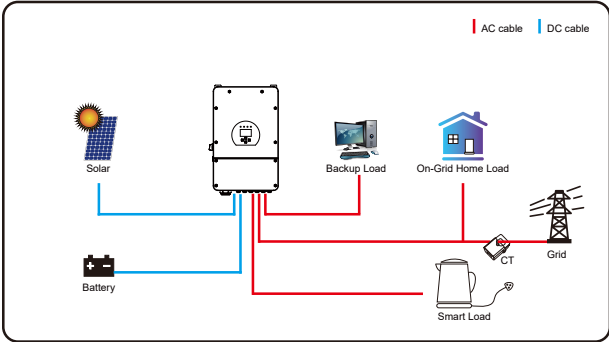 AC cable
DC cable
Solar
Backup Load
On-Grid Home Load
CT
Grid
Battery
Smart Load